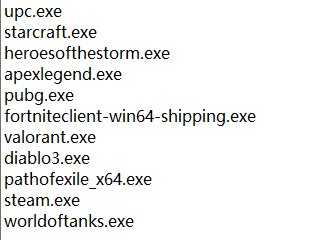 upc.exe
starcraft.exe
heroesofthestorm.exe
apexlegend.exe
pubg.exe
fortniteclient-win64-shipping.exe
valorant.exe
diablo3.exe
pathofexile_x64.exe
steam.exe
worldoftanks.exe